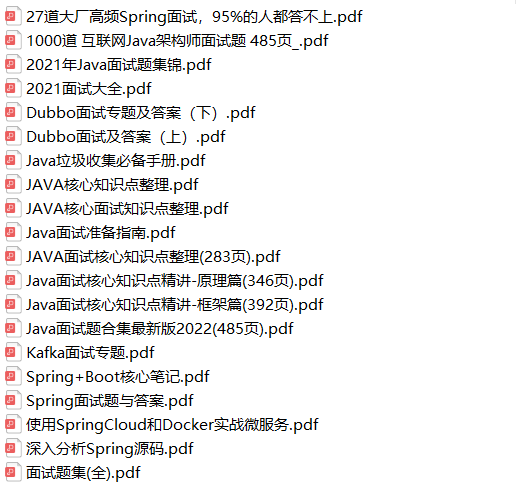 27道大厂高频Spring面试，95%的人都答不上.pdf
1000道 互联网Java架构师面试题 485页_.pdf
2021年Java面试题集锦.pdf
2021面试大全.pdf
Dubbo面试专题及答案（下）.pdf
Dubbo面试及答案（上）.pdf
Java垃圾收集必备手册.pdf
JAVA核心知识点整理.pdf
JAVA核心面试知识点整理.pdf
Java面试准备指南.pdf
JAVA面试核心知识点整理(283页).pdf
Java面试核心知识点精讲-原理篇(346页).pdf
Java面试核心知识点精讲-框架篇(392页).pdf
Java面试题合集最新版2022(485页).pdf
Kafka面试专题.pdf
Spring+Boot核心笔记.pdf
Spring面试题与答案.pdf
使用SpringCloud和Docker实战微服务.pdf
深入分析Spring源码.pdf
面试题集(全).pdf